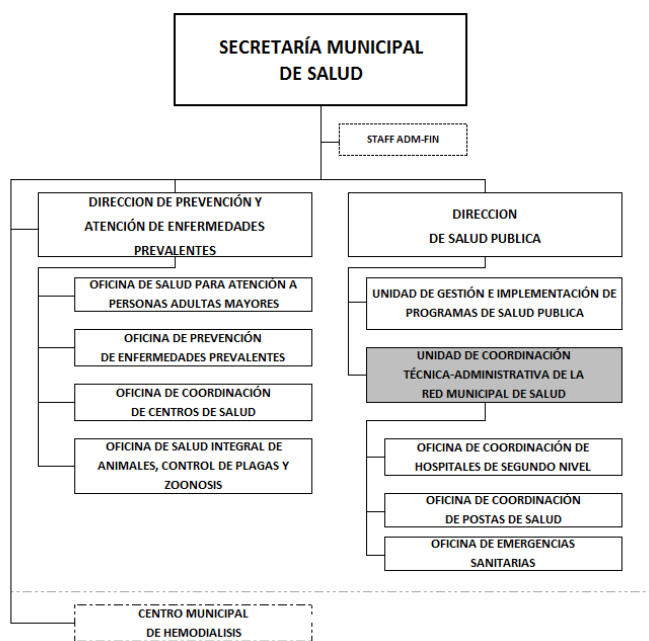 SECRETARÍA MUNICIPAL
DE SALUD
STAFF ADM-FIN
DIRECCION DE PREVENCIÓN Y
ATENCIÓN DE ENFERMEDADES
PREVALENTES
OFICINA DE SALUD PARA ATENCIÓN A
PERSONAS ADULTAS MAYORES
OFICINA DE PREVENCIÓN
DE ENFERMEDADES PREVALENTES
OFICINA DE COORDINACIÓN
DE CENTROS DE SALUD
OFICINA DE SALUD INTEGRAL DE
ANIMALES, CONTROL DE PLAGAS Y
ZOONOSIS
DIRECCION
DE SALUD PUBLICA
UNIDAD DE GESTIÓN E IMPLEMENTACIÓN DE
PROGRAMAS DE SALUD PUBLICA
UNIDAD DE COORDINACIÓN
TÉCNICA-ADMINISTRATIVA DE LA
RED MUNICIPAL DE SALUD
OFICINA DE COORDINACIÓN DE
HOSPITALES DE SEGUNDO NIVEL
OFICINA DE COORDINACIÓN
DE POSTAS DE SALUD
OFICINA DE EMERGENCIAS
SANITARIAS
CENTRO MUNICIPAL
DE HEMODIALISIS